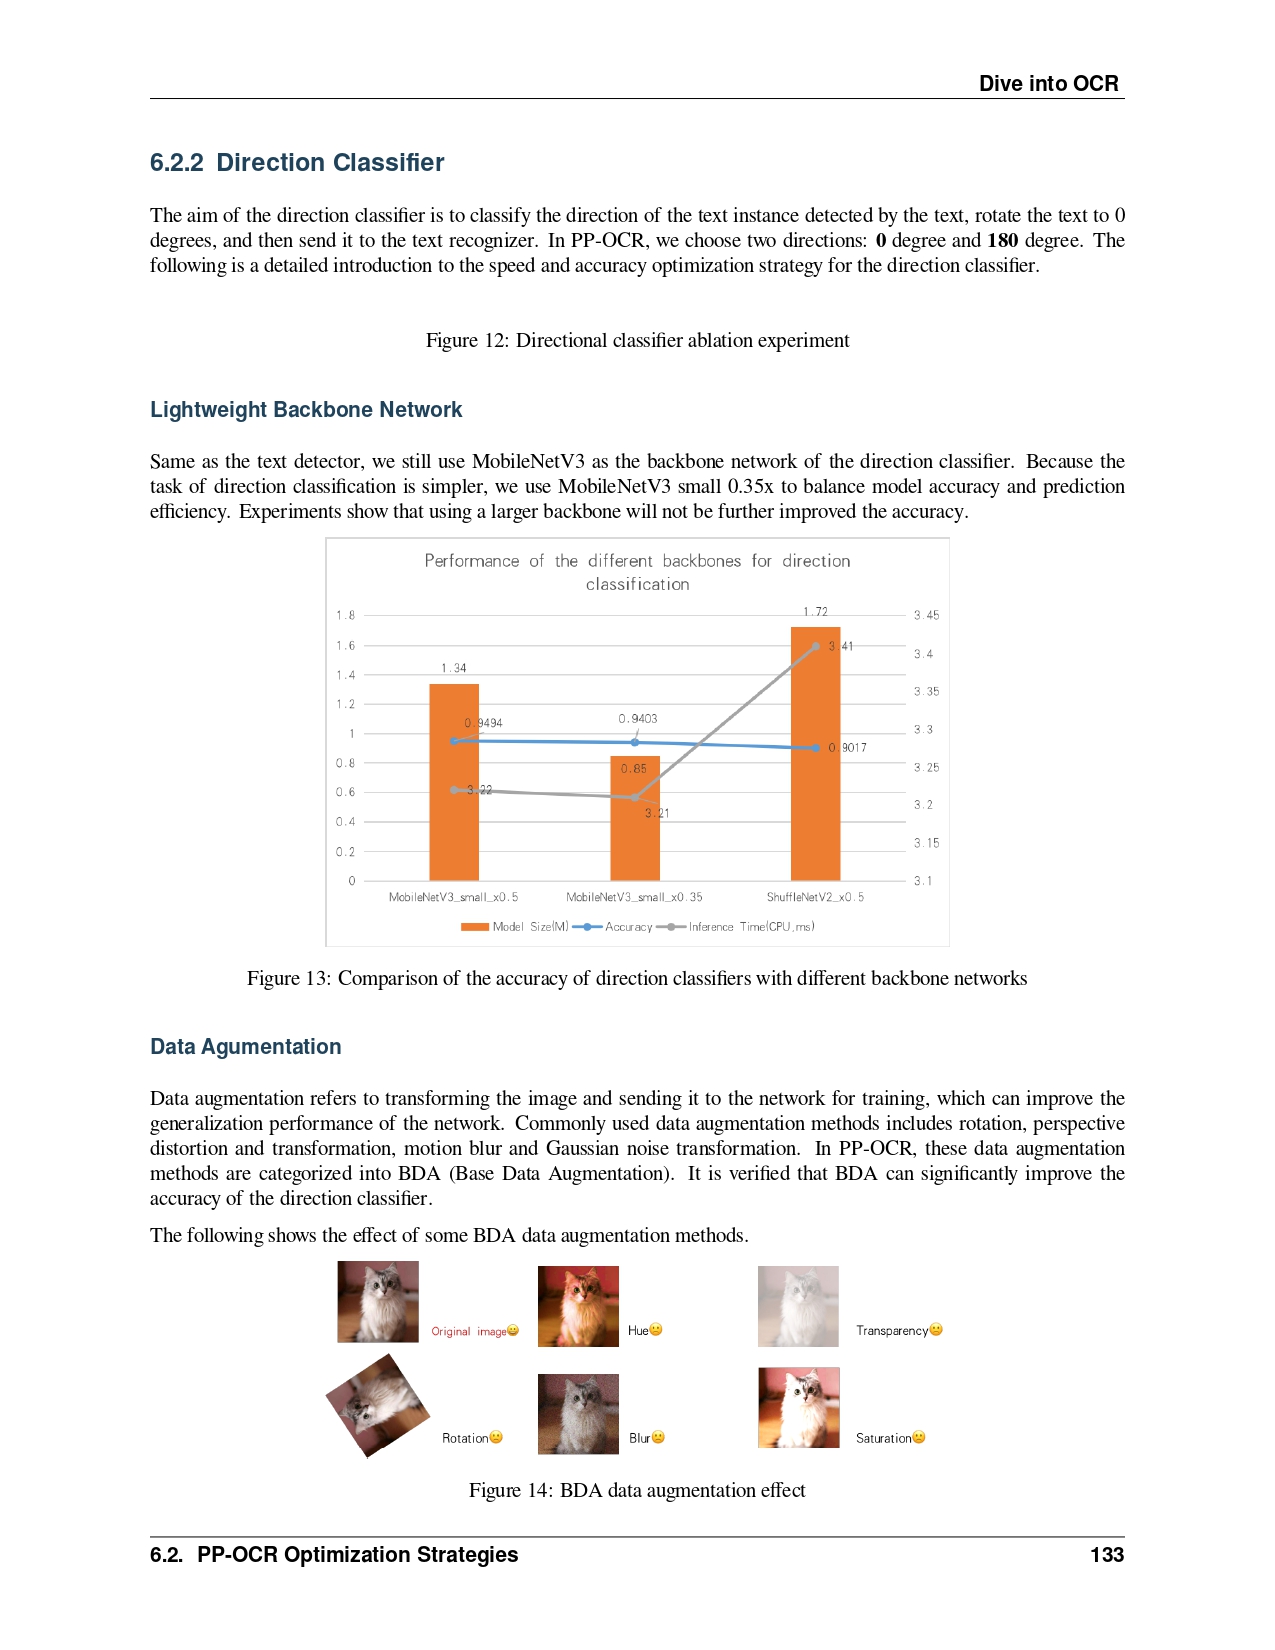 Dive into OCR
6.2.2 Direction Classifier
The aim of the direction classifier is to classify the direction of the text instance detected by the text, rotate the text to 0
degrees, and then send it to the text recognizer. In PP-OCR, we choose two directions: 0 degree and 180 degree. The
following is a detailed introduction to the speed and accuracy optimization strategy for the direction classifier.
Figure 12: Directional classifier ablation experiment
Lightweight Backbone Network
Same as the text detector, we still use MobileNetV3 as the backbone network of the direction classifier. Because the
task of direction classification is simpler, we use MobileNetV3 small 0.35x to balance model accuracy and prediction
efficiency. Experiments show that using a larger backbone will not be further improved the accuracy.
Performance of the different backbones for direction
classification
1.8
1.6
1.4
1.2
1
0.8
0.6
0.4
0.2
0
1.34
0.9494
3.22
0.9403
0.85
3.21
1.72
3.41
0.9017
3.45
3.4
3.35
3.3
3.25
3.2
3.15
3.1
MobileNetV3_small_x0.5 MobileNetV3_small_x0.35 ShuffleNetV2_x0.5
Model Size(M) Accuracy Inference Time(CPU,ms)
Figure 13: Comparison of the accuracy of direction classifiers with different backbone networks
Data Agumentation
Data augmentation refers to transforming the image and sending it to the network for training, which can improve the
generalization performance of the network. Commonly used data augmentation methods includes rotation, perspective
distortion and transformation, motion blur and Gaussian noise transformation. In PP-OCR, these data augmentation
methods are categorized into BDA (Base Data Augmentation). It is verified that BDA can significantly improve the
accuracy of the direction classifier.
The following shows the effect of some BDA data augmentation methods.
Original image Hue Transparency
Rotation Blur Saturation
Figure 14: BDA data augmentation effect
6.2. PP-OCR Optimization Strategies 133